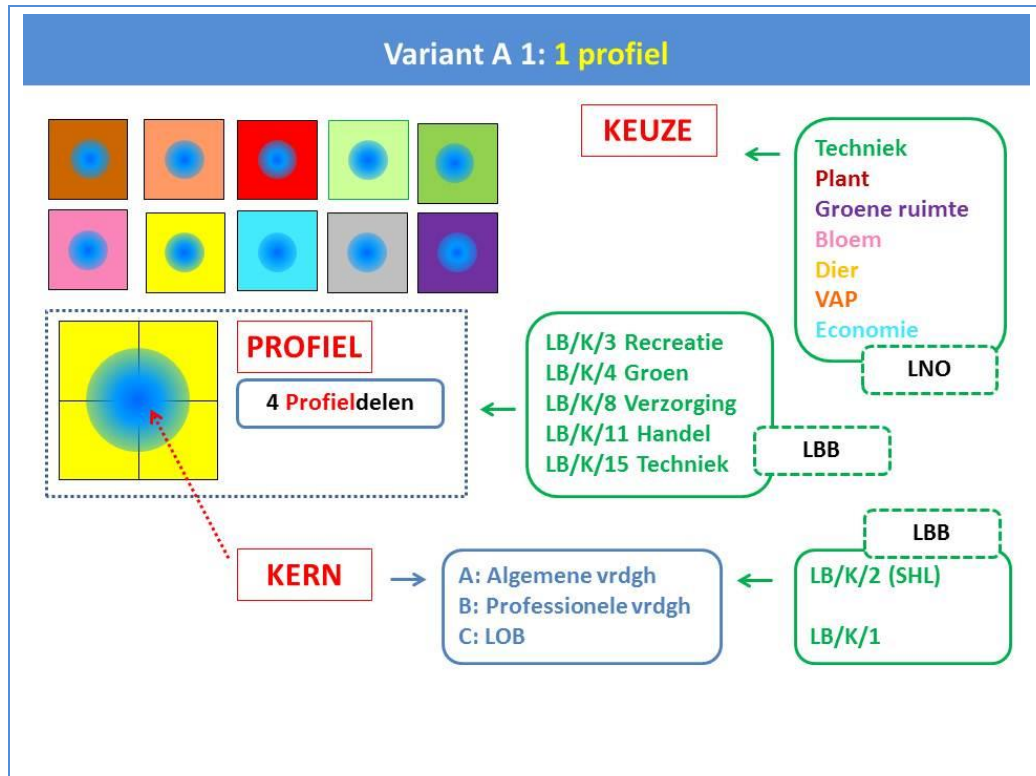 Variant A 1: 1 profiel
KEUZE
Techniek
Plant
Groene ruimte
Bloem
Dier
VAP
Economie
LNO
PROFIEL
4 Profieldelen
LB/K/3 Recreatie
LB/K/4 Groen
LB/K/8 Verzorging
LB/K/11 Handel
LB/K/15 Techniek
LBB
KERN
A: Algemene vrdgh
B: Professionele vrdgh
C: LOB
LBB
LB/K/2 (SHL)
LB/K/1